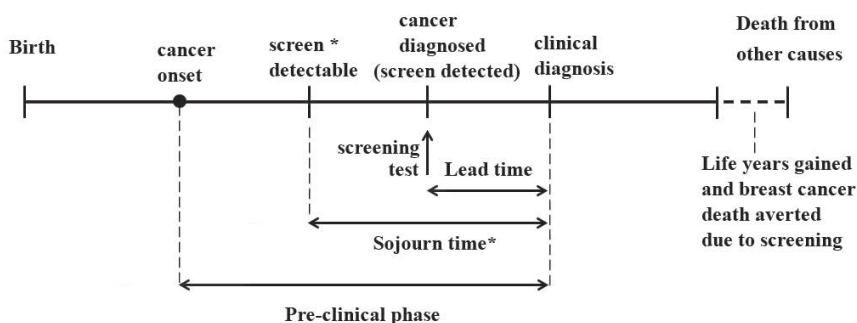 Birth
cancer
onset
screen *
detectable
cancer
diagnosed
(screen detected)
clinical
diagnosis
Death from
other causes
screening
test
Lead time
Life years gained
and breast cancer
death averted
due to screening
Sojourn time*
Pre-clinical phase